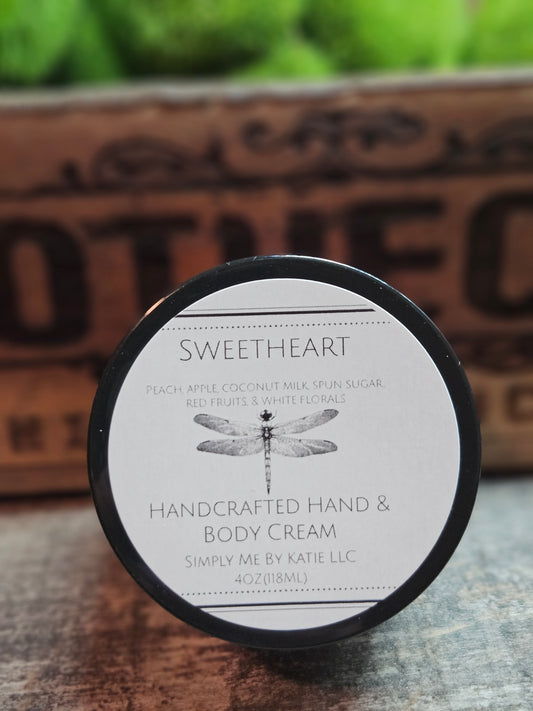 OTHEC
SWEETHEART
PEACH, APPLE, COCONUT MILK, SPUN SUGAR,
RED FRUITS, & WHITE FLORALS
HANDCRAFTED HAND &
BODY CREAM
SIMPLY ME BY KATIE LLC
4OZ(118ML)